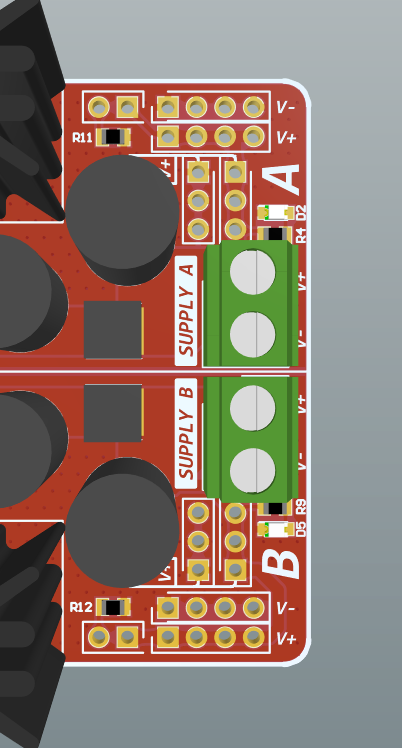 V-
R11
V+
V+
A
D2
R4
V+
SUPPLY A
V-
V+
SUPPLY B
V-
R9
D5
B
V+
R12
V-
V+